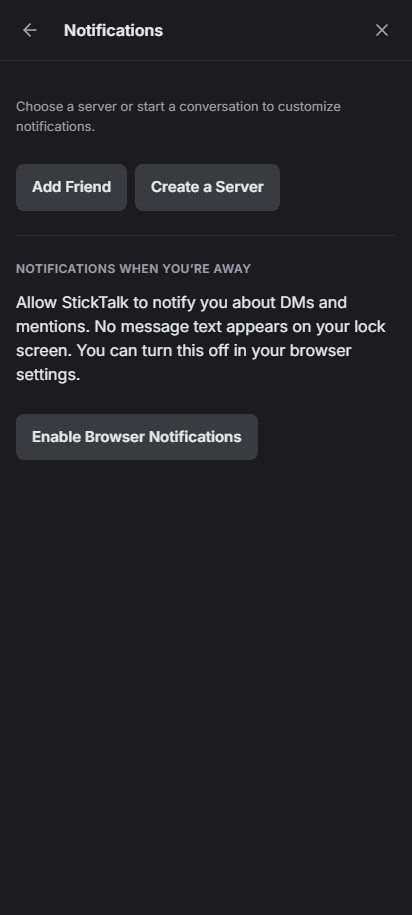 Notifications
Choose a server or start a conversation to customize
notifications.
Add Friend
Create a Server
NOTIFICATIONS WHEN YOU’RE AWAY
Allow StickTalk to notify you about DMs and
mentions. No message text appears on your lock
screen. You can turn this off in your browser
settings.
Enable Browser Notifications